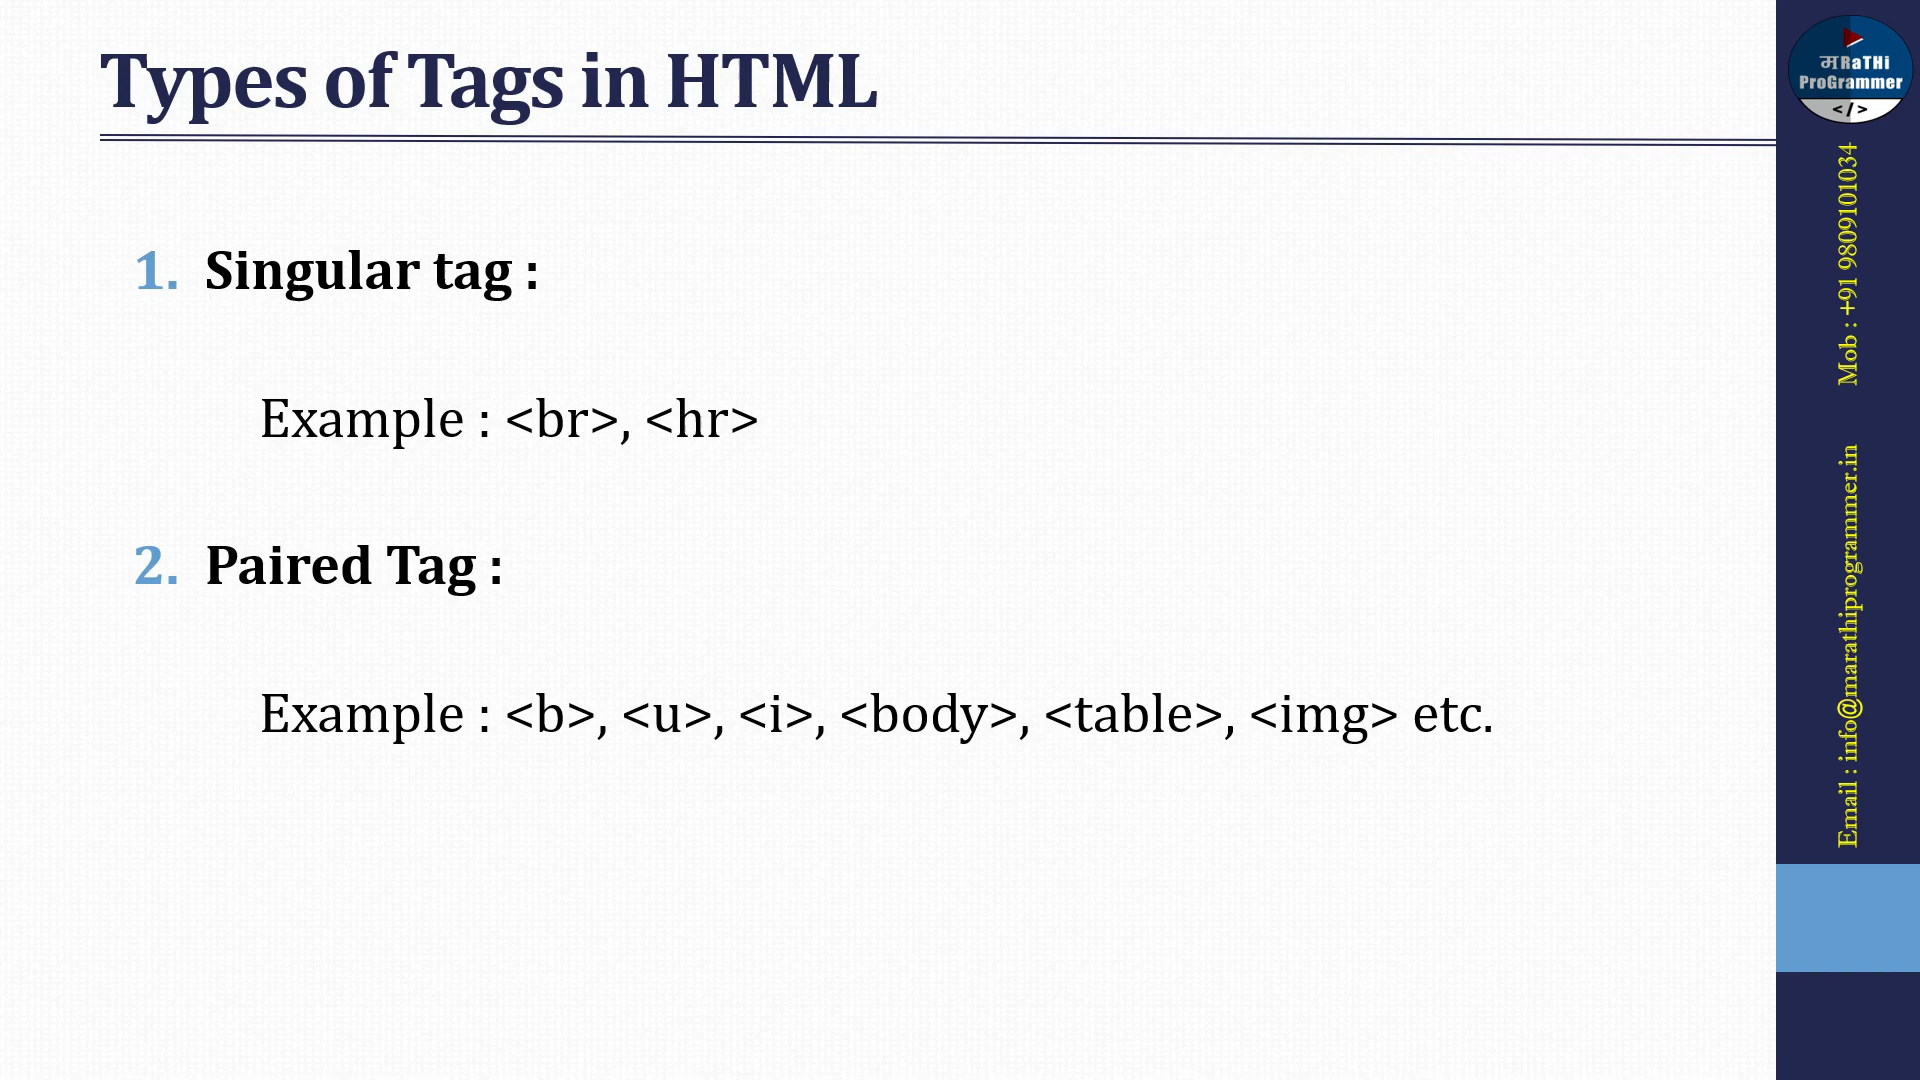 Types of Tags in HTML
1. Singular tag :
Example : <br>, <hr>
2. Paired Tag :
Example : <b>, <u>, <i>, <body>, <table>, <img> etc.
मRaTHi
ProGrammer
</>
Mob : +91 9809101034
Email : info@marathiprogrammer.in